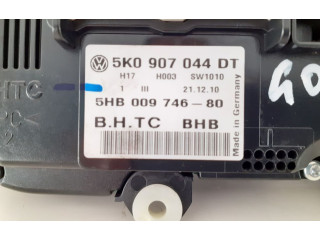 5K0 907 044 DT
H17 H003 SW1010
1 III 21.12.10
5HB 009 746-80
B.H.TC BHB
Made in Germany
HTC